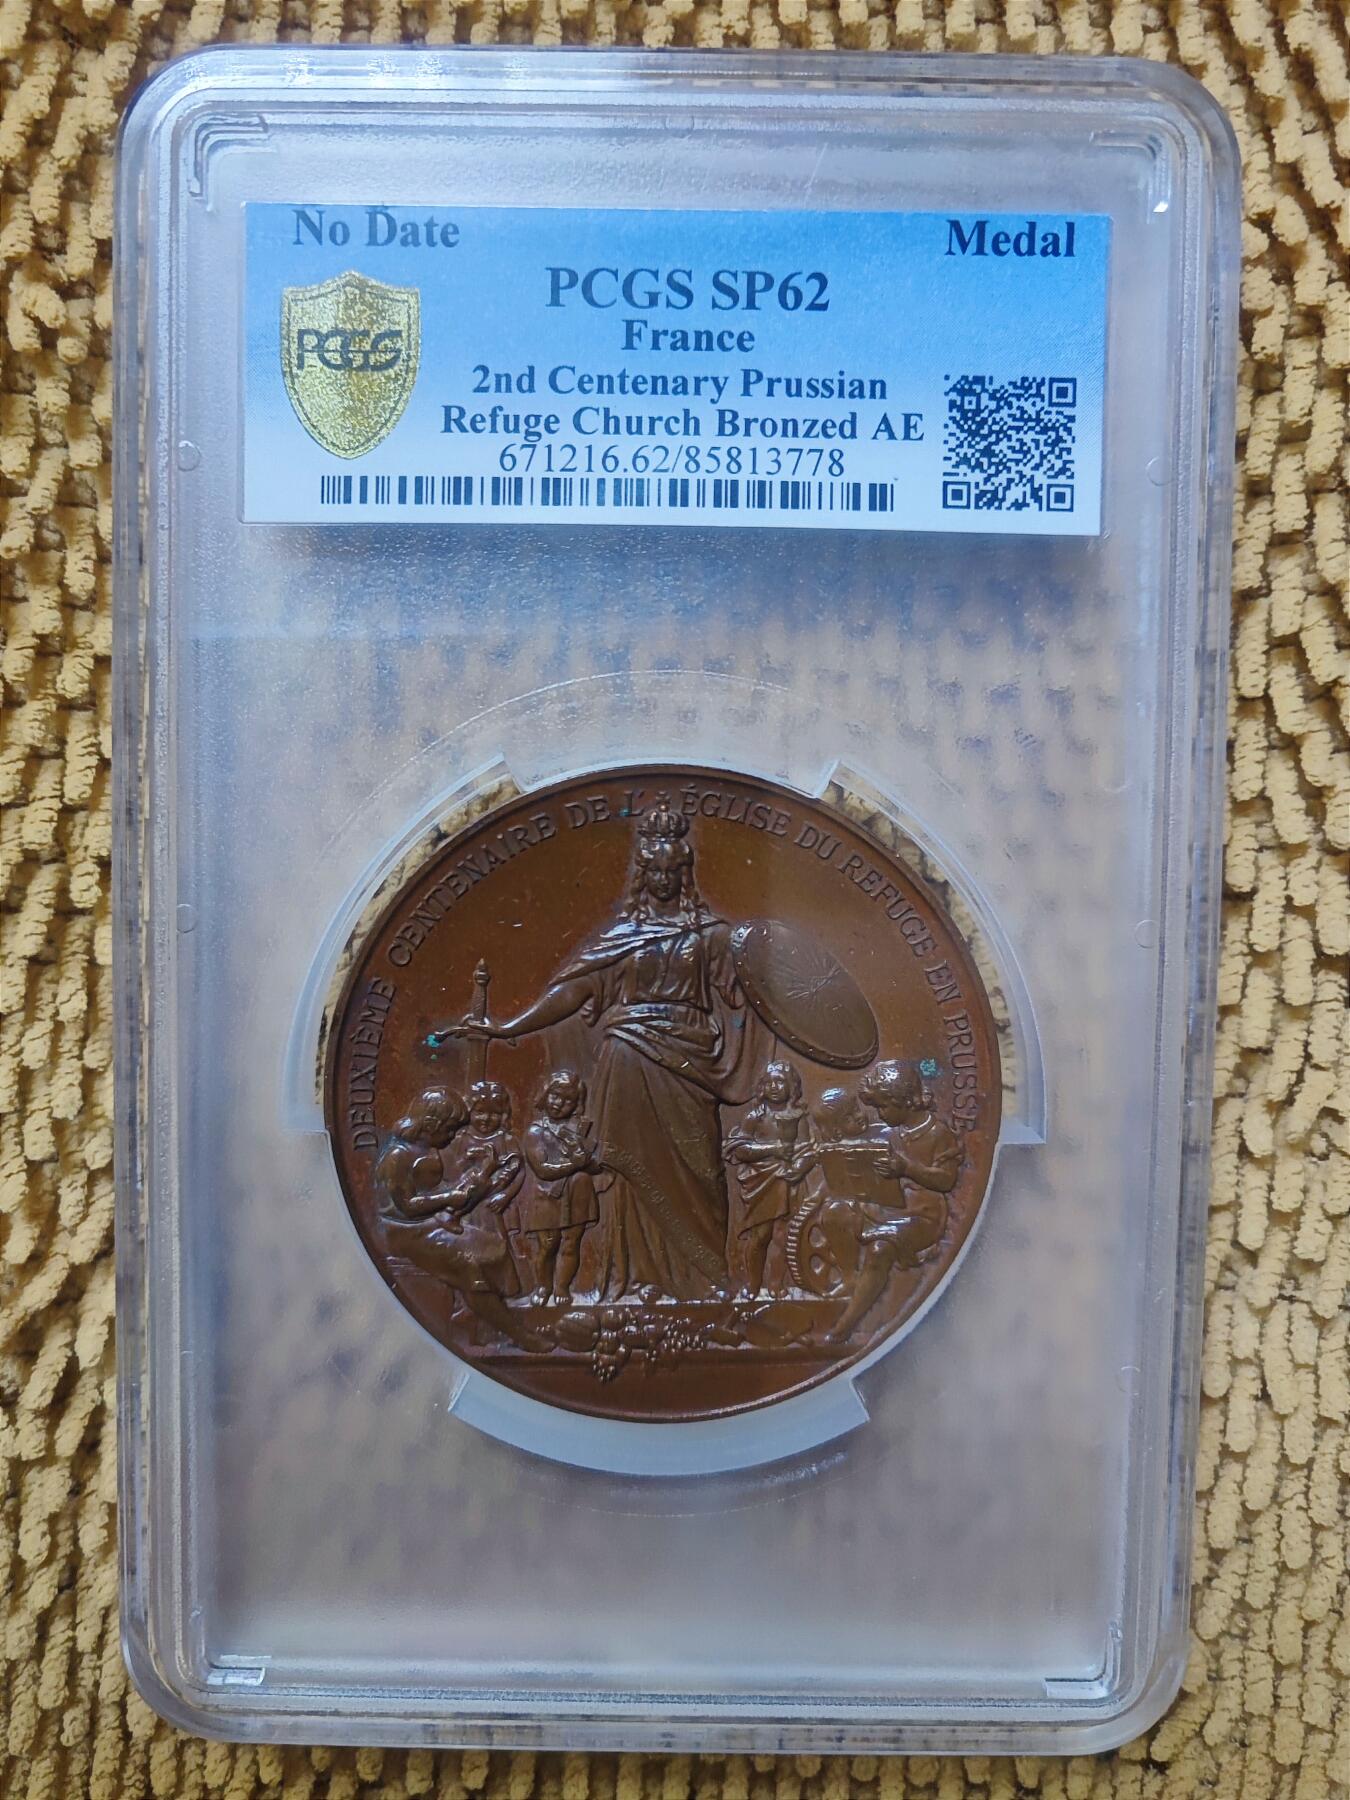 No Date
Medal
PCGS SP62
France
2nd Centenary Prussian
Refuge Church Bronzed AE
671216.62/85813778
PCGS
DEUXIÈME CENTENAIRE DE L'ÉGLISE DU REFUGE EN PRUSSE